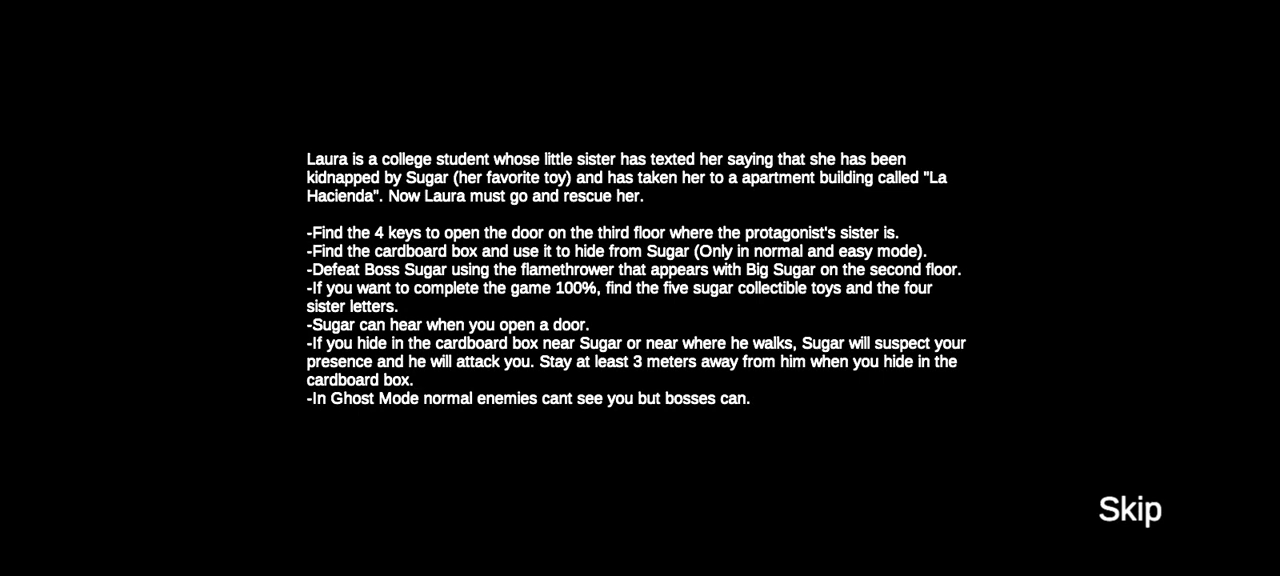 Laura is a college student whose little sister has texted her saying that she has been
kidnapped by Sugar (her favorite toy) and has taken her to a apartment building called "La
Hacienda". Now Laura must go and rescue her.
-Find the 4 keys to open the door on the third floor where the protagonist's sister is.
-Find the cardboard box and use it to hide from Sugar (Only in normal and easy mode).
-Defeat Boss Sugar using the flamethrower that appears with Big Sugar on the second floor.
-If you want to complete the game 100%, find the five sugar collectible toys and the four
sister letters.
-Sugar can hear when you open a door.
-If you hide in the cardboard box near Sugar or near where he walks, Sugar will suspect your
presence and he will attack you. Stay at least 3 meters away from him when you hide in the
cardboard box.
-In Ghost Mode normal enemies cant see you but bosses can.
Skip